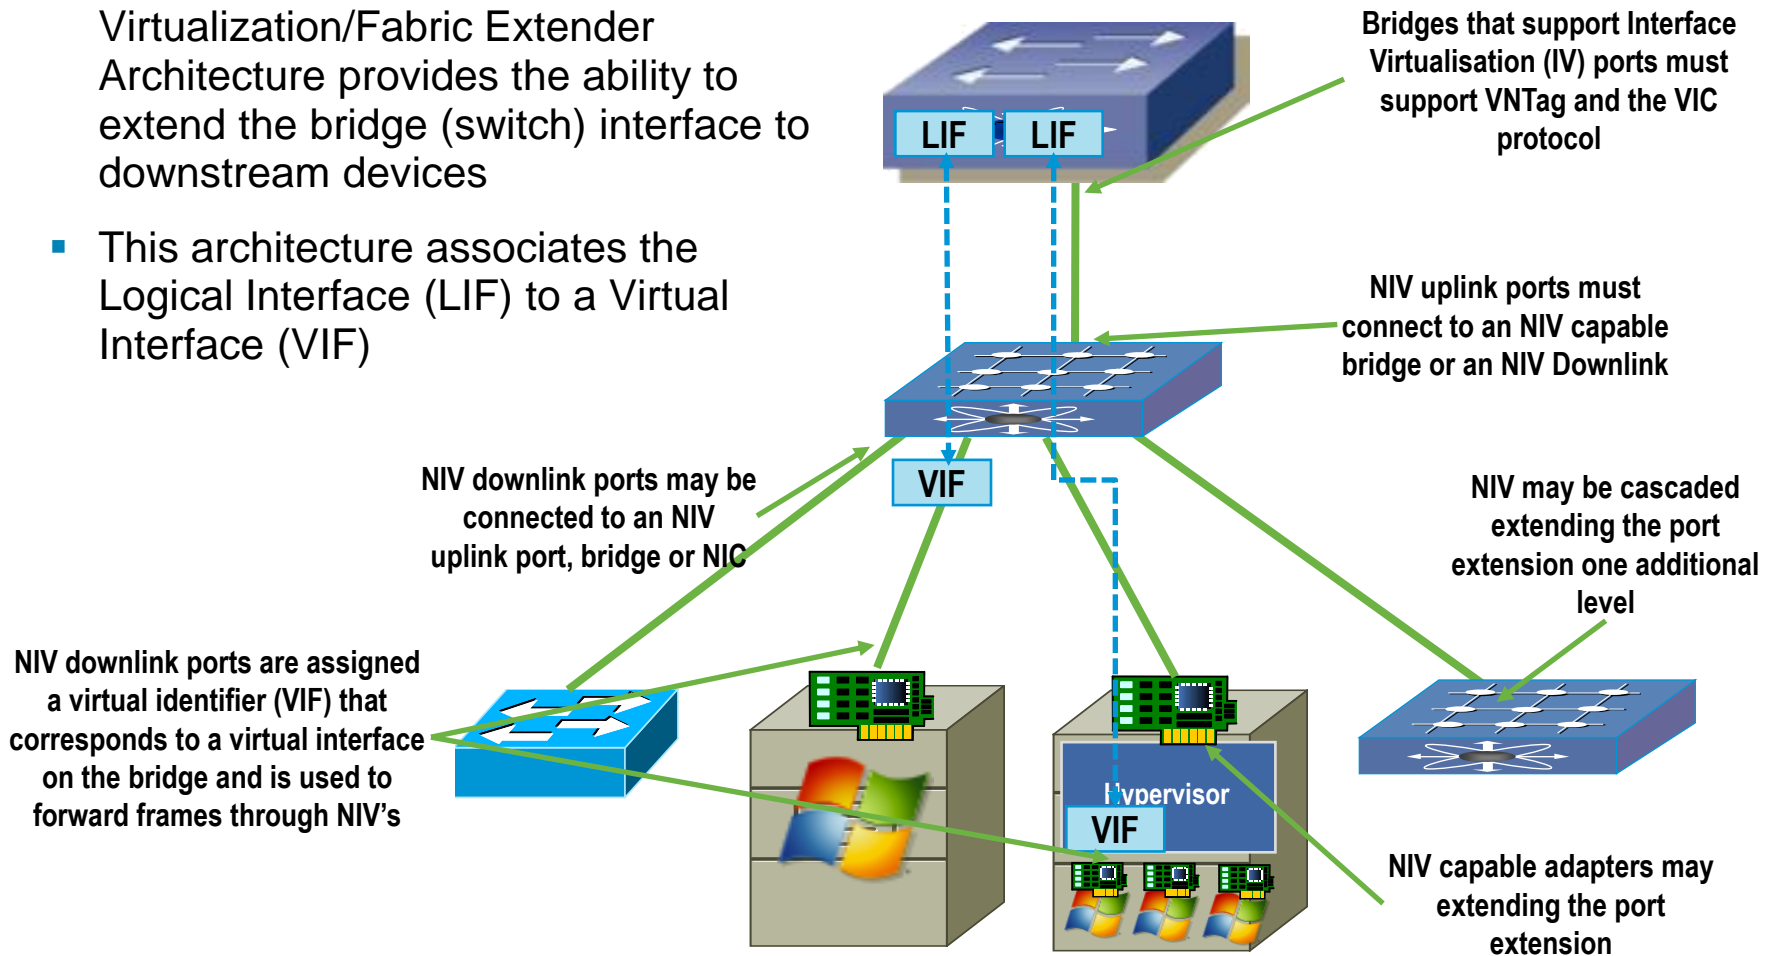 Virtualization/Fabric Extender
Architecture provides the ability to
extend the bridge (switch) interface to
downstream devices
▪ This architecture associates the
Logical Interface (LIF) to a Virtual
Interface (VIF)
Bridges that support Interface
Virtualisation (IV) ports must
support VNTag and the VIC
protocol
LIF
LIF
NIV uplink ports must
connect to an NIV capable
bridge or an NIV Downlink
NIV downlink ports may be
connected to an NIV
uplink port, bridge or NIC
VIF
NIV may be cascaded
extending the port
extension one additional
level
NIV downlink ports are assigned
a virtual identifier (VIF) that
corresponds to a virtual interface
on the bridge and is used to
forward frames through NIV’s
Hypervisor
VIF
NIV capable adapters may
extending the port
extension